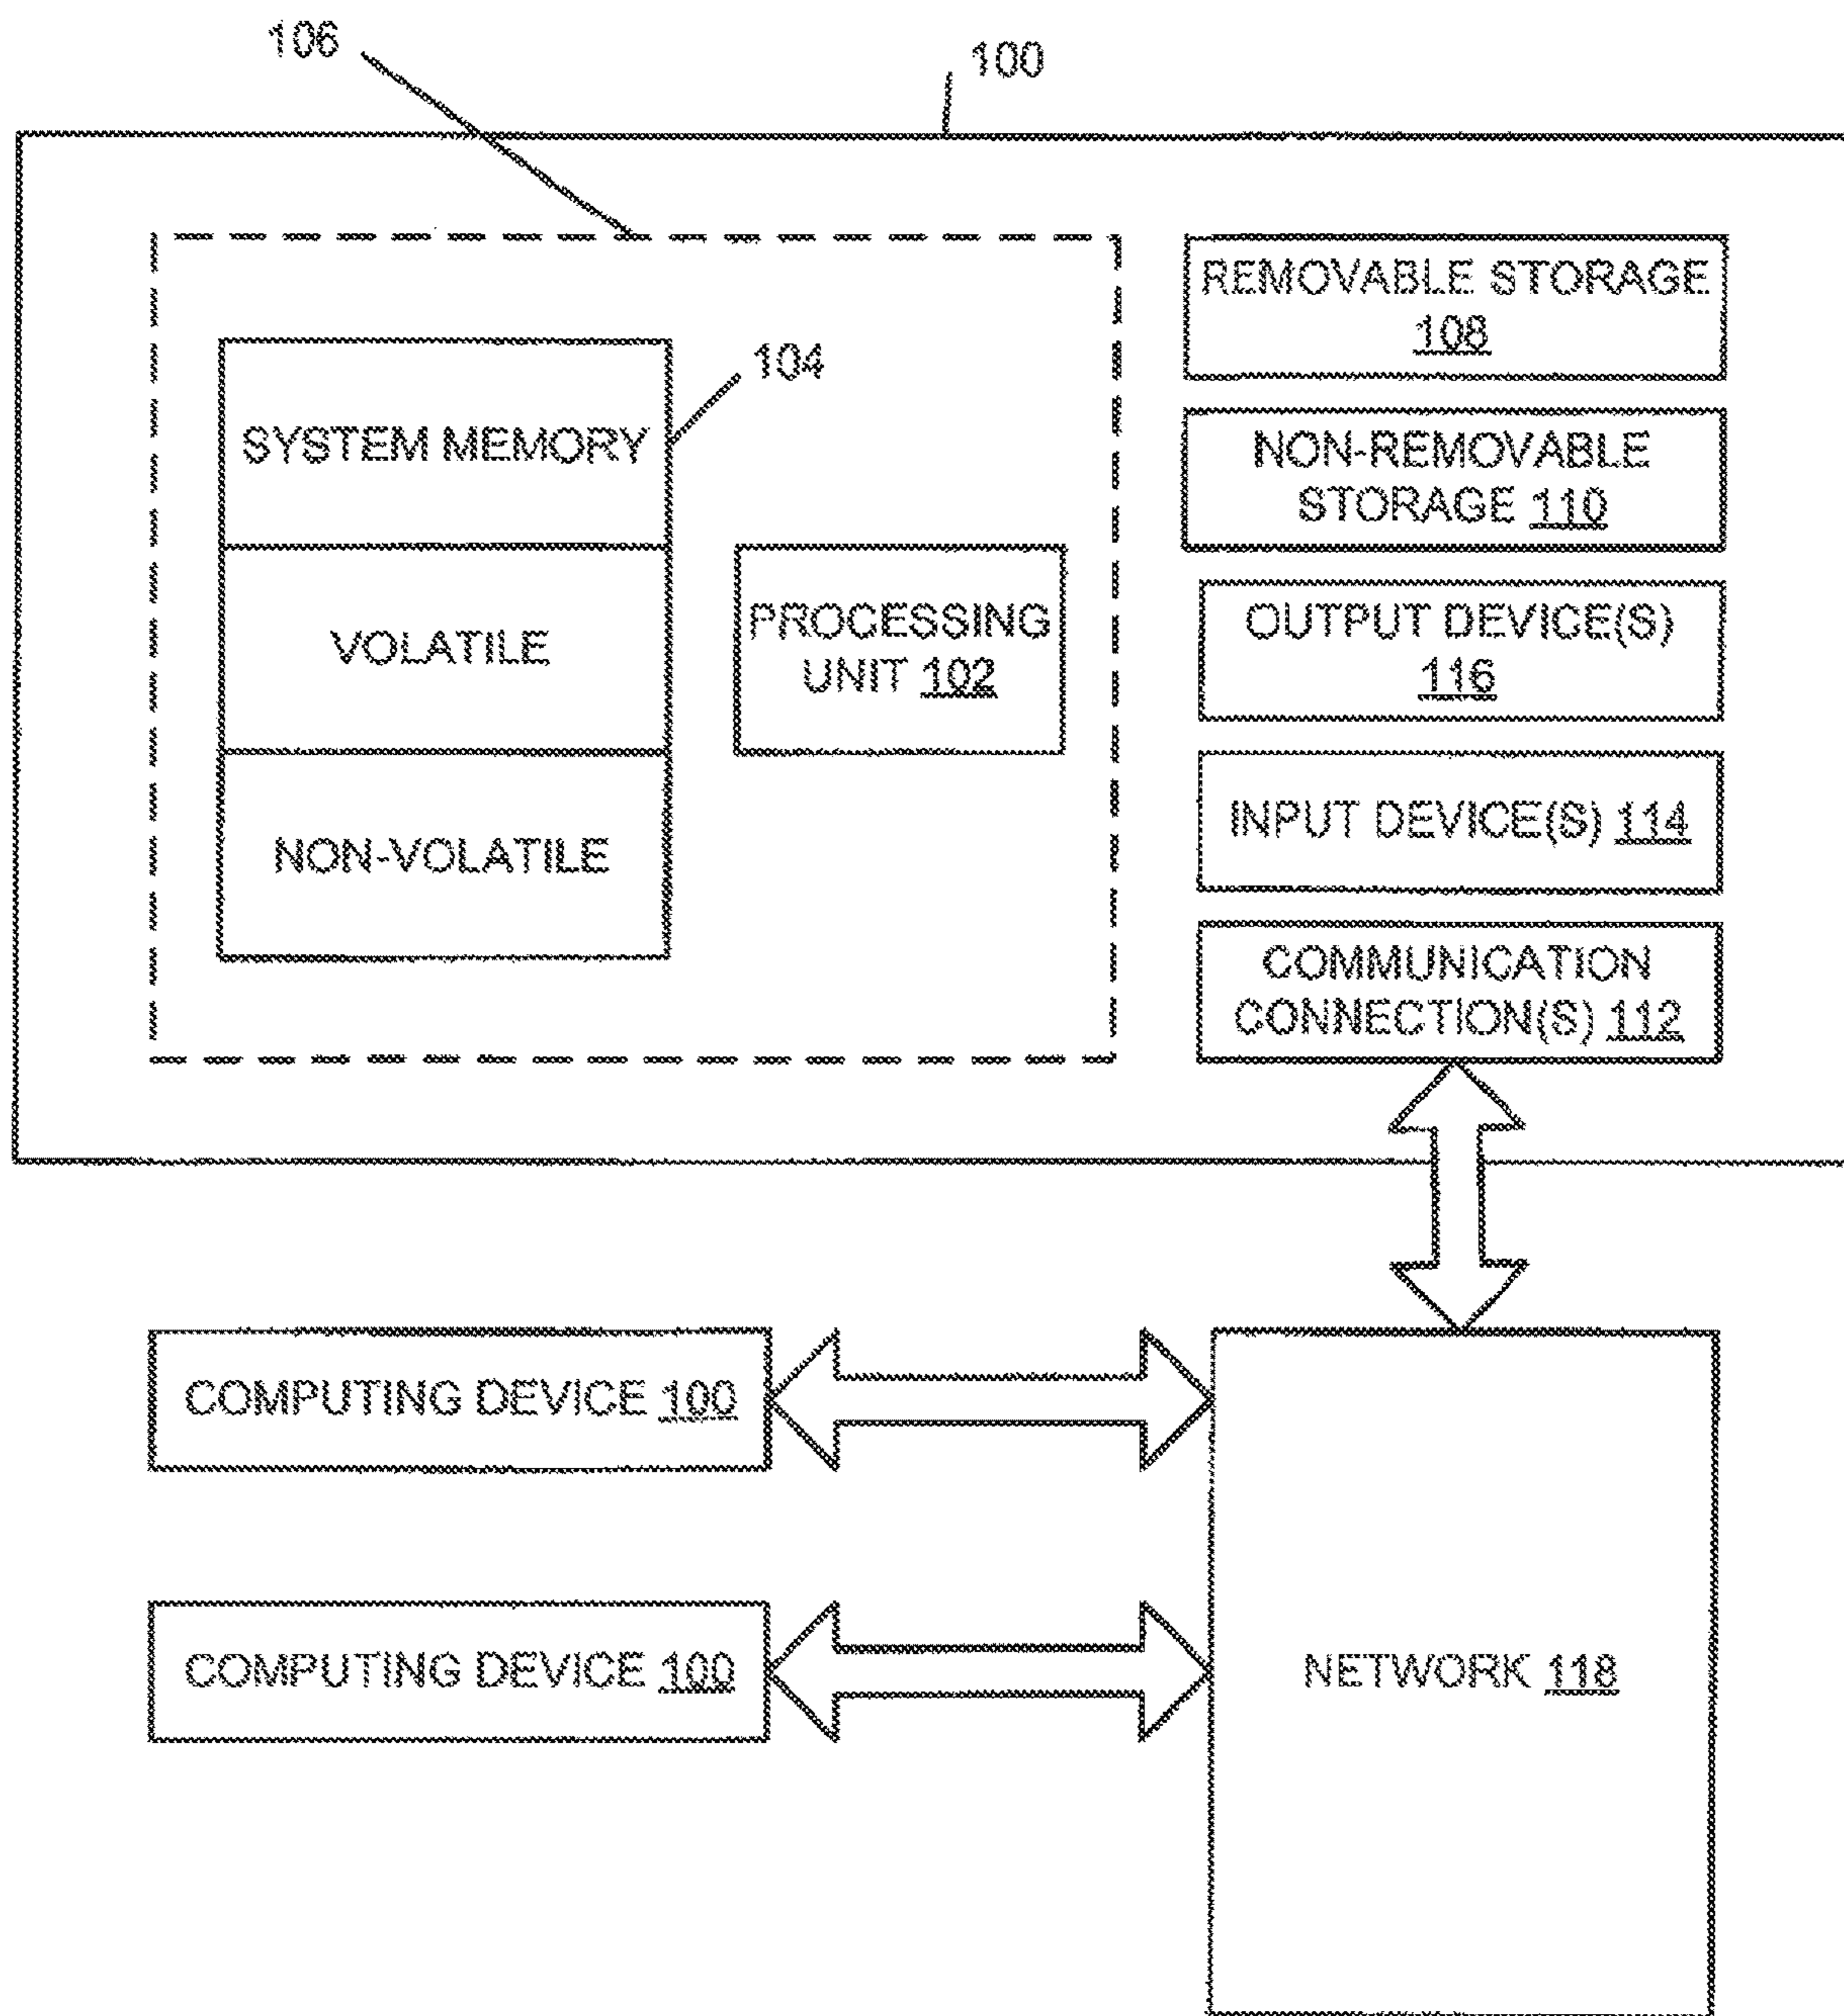 106
100
REMOVABLE STORAGE
108
104
SYSTEM MEMORY
NON-REMOVABLE
STORAGE 110
VOLATILE
PROCESSING
UNIT 102
OUTPUT DEVICE(S)
116
NON-VOLATILE
INPUT DEVICE(S) 114
COMMUNICATION
CONNECTION(S) 112
COMPUTING DEVICE 100
COMPUTING DEVICE 100
NETWORK 118